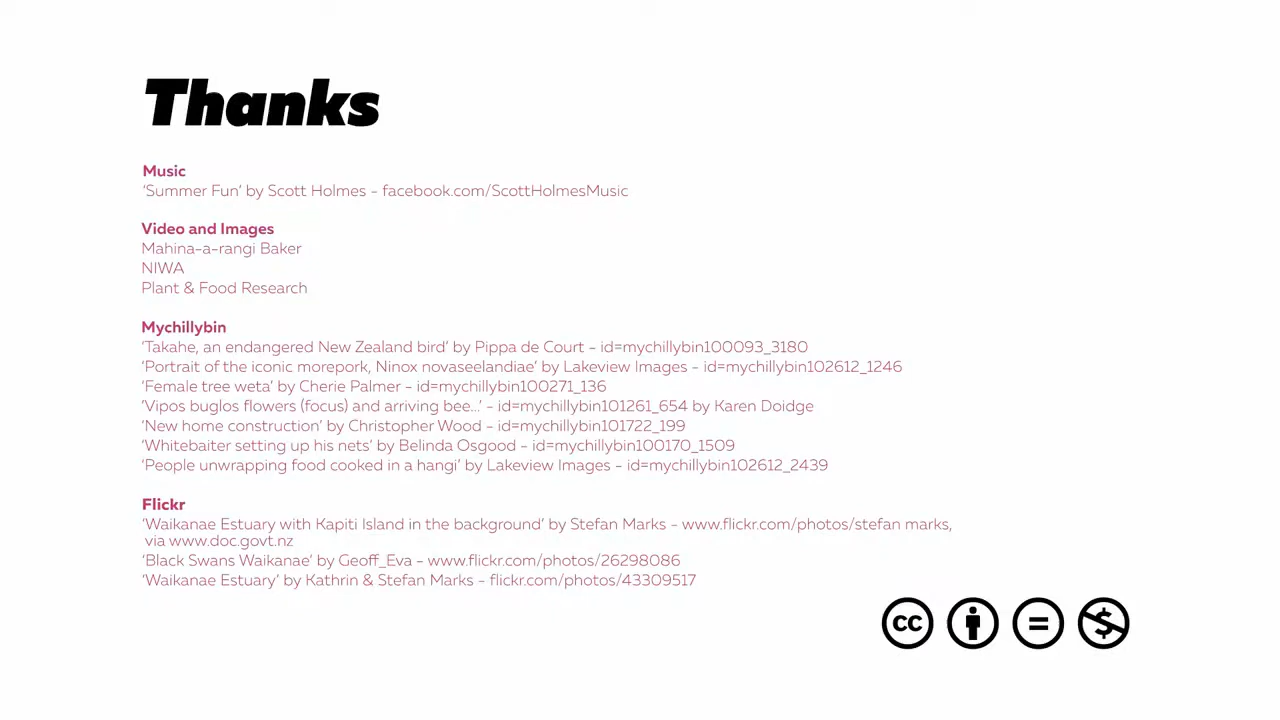 Thanks
Music
‘Summer Fun’ by Scott Holmes - facebook.com/ScottHolmesMusic
Video and Images
Mahina-a-rangi Baker
NIWA
Plant & Food Research
Mychillybin
‘Takahe, an endangered New Zealand bird’ by Pippa de Court - id=mychillybin100093_3180
‘Portrait of the iconic morepork, Ninox novaseelandiae’ by Lakeview Images - id=mychillybin102612_1246
‘Female tree weta’ by Cherie Palmer - id=mychillybin100271_136
‘Vipos buglos flowers (focus) and arriving bee...’ - id=mychillybin101261_654 by Karen Doidge
‘New home construction’ by Christopher Wood - id=mychillybin101722_199
‘Whitebaiter setting up his nets’ by Belinda Osgood - id=mychillybin100170_1509
‘People unwrapping food cooked in a hangi’ by Lakeview Images - id=mychillybin102612_2439
Flickr
‘Waikanae Estuary with Kapiti Island in the background’ by Stefan Marks - www.flickr.com/photos/stefan marks,
via www.doc.govt.nz
‘Black Swans Waikanae’ by Geoff_Eva - www.flickr.com/photos/26298086
‘Waikanae Estuary’ by Kathrin & Stefan Marks - flickr.com/photos/43309517
cc = $